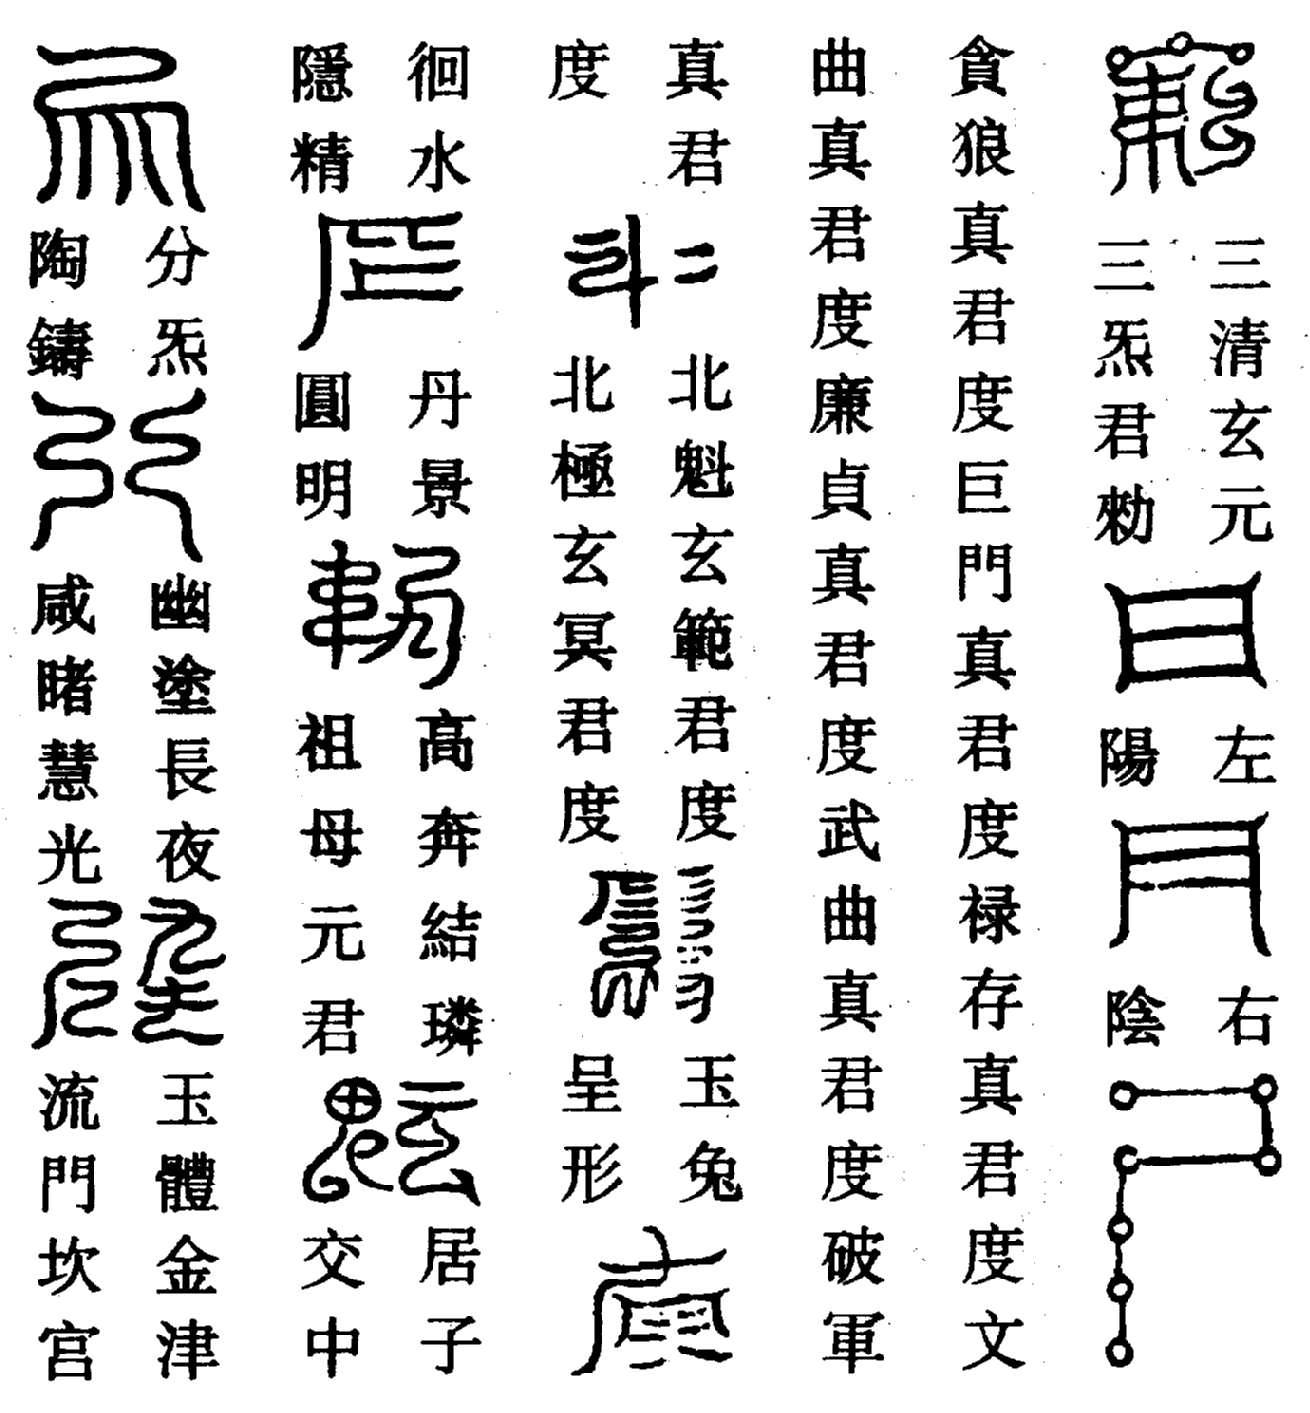 三清玄元
三炁君勑
左
陽
右
陰
貪狼真君度巨門真君度禄存真君度文
曲真君度廉貞真君度武曲真君度破軍
真君
度
北魁玄範君度
北極玄冥君度
玉兔
呈形
徊水
隱精
丹景
圓明
高奔結璘
祖母元君
居子
交中
分炁
陶鑄
幽塗長夜
咸睹慧光
玉體金津
流門坎宫